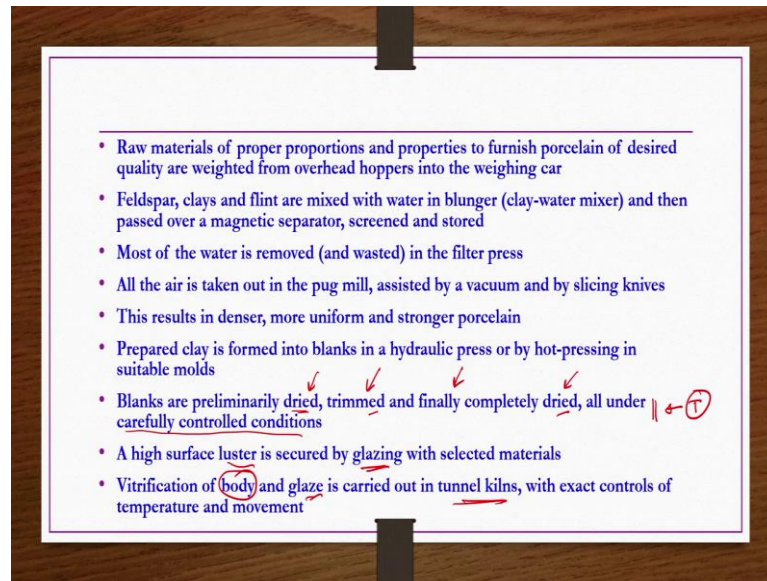 • Raw materials of proper proportions and properties to furnish porcelain of desired
quality are weighted from overhead hoppers into the weighing car
• Feldspar, clays and flint are mixed with water in blunger (clay-water mixer) and then
passed over a magnetic separator, screened and stored
• Most of the water is removed (and wasted) in the filter press
• All the air is taken out in the pug mill, assisted by a vacuum and by slicing knives
• This results in denser, more uniform and stronger porcelain
• Prepared clay is formed into blanks in a hydraulic press or by hot-pressing in
suitable molds
• Blanks are preliminarily dried, trimmed and finally completely dried, all under T
carefully controlled conditions
• A high surface luster is secured by glazing with selected materials
• Vitrification of body and glaze is carried out in tunnel kilns, with exact controls of
temperature and movement